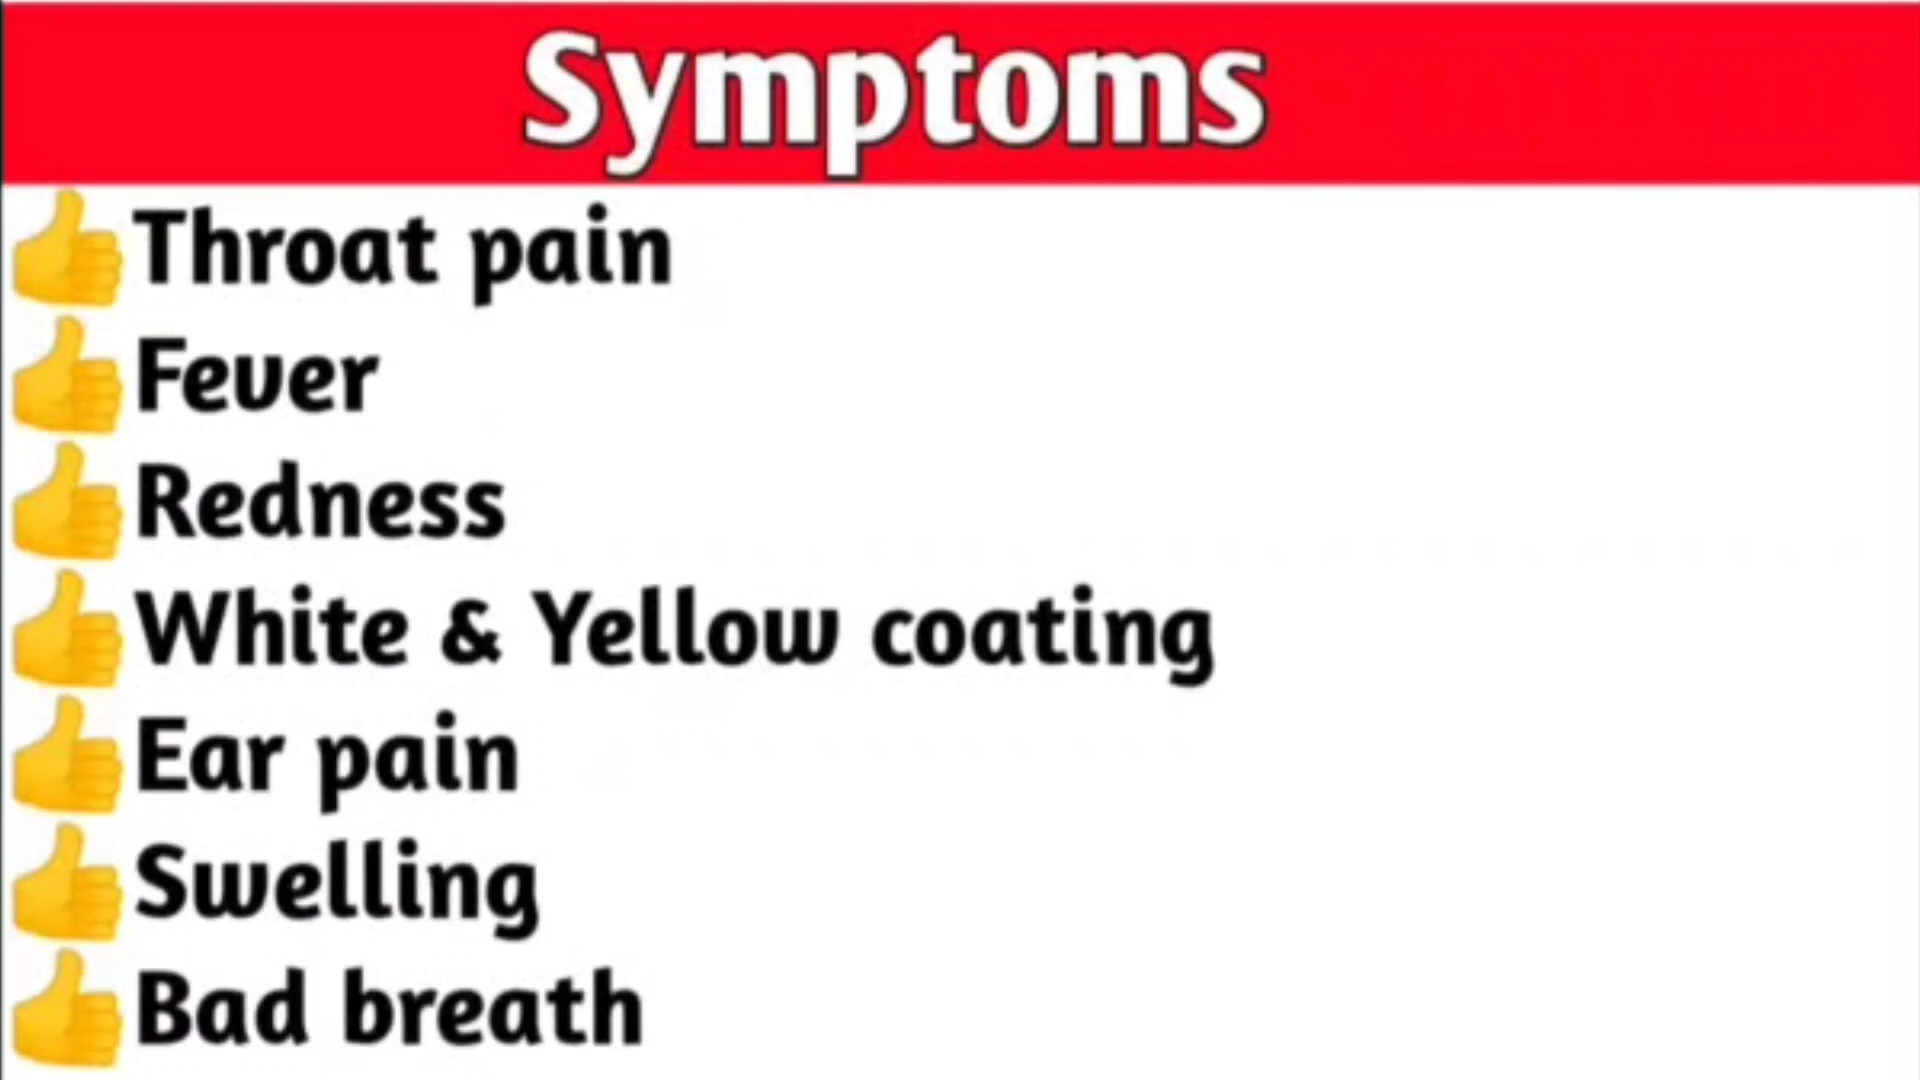 Symptoms
👍Throat pain
👍Fever
👍Redness
👍White & Yellow coating
👍Ear pain
👍Swelling
👍Bad breath